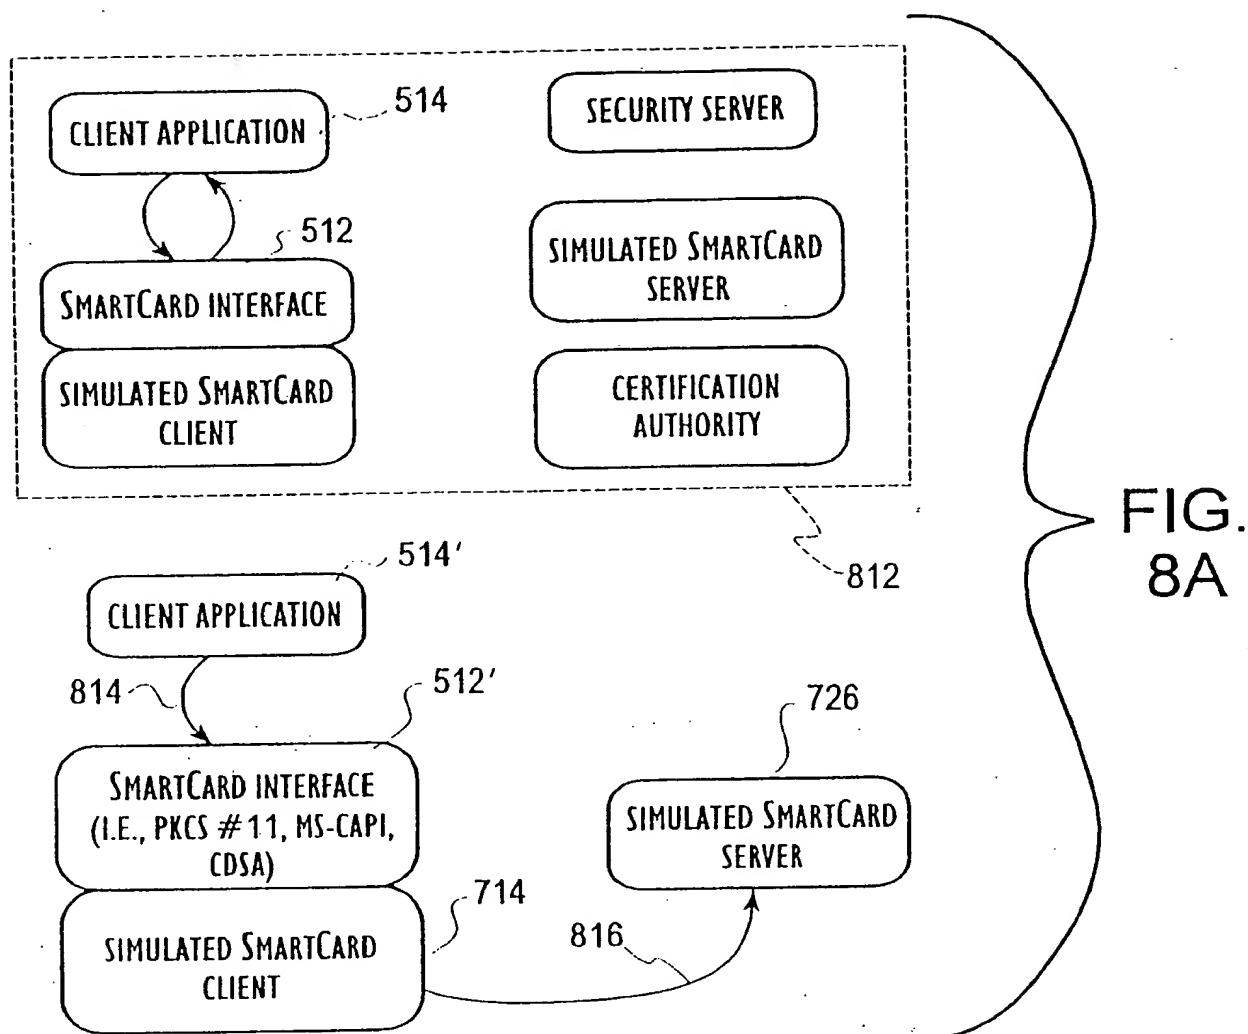 CLIENT APPLICATION
514
SECURITY SERVER
512
SMARTCARD INTERFACE
SIMULATED SMARTCARD
CLIENT
SIMULATED SMARTCARD
SERVER
CERTIFICATION
AUTHORITY
812
FIG.
8A
514'
CLIENT APPLICATION
814
512'
SMARTCARD INTERFACE
(I.E., PKCS #11, MS-CAPI,
CDSA)
714
SIMULATED SMARTCARD
CLIENT
726
SIMULATED SMARTCARD
SERVER
816